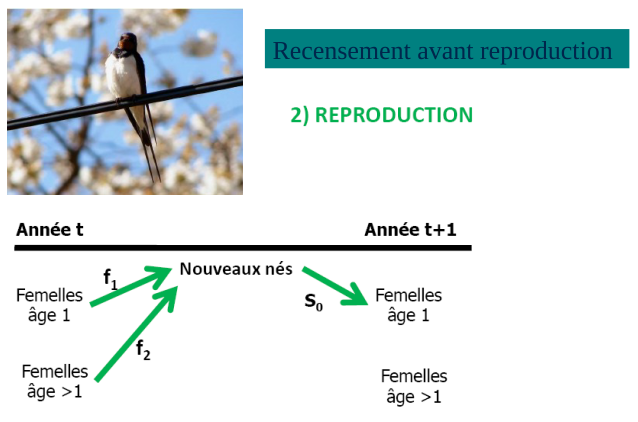 Recensement avant reproduction
2) REPRODUCTION
Année t
Année t+1
f1
Nouveaux nés
Femelles
âge 1
S0
Femelles
âge 1
f2
Femelles
âge >1
Femelles
âge >1